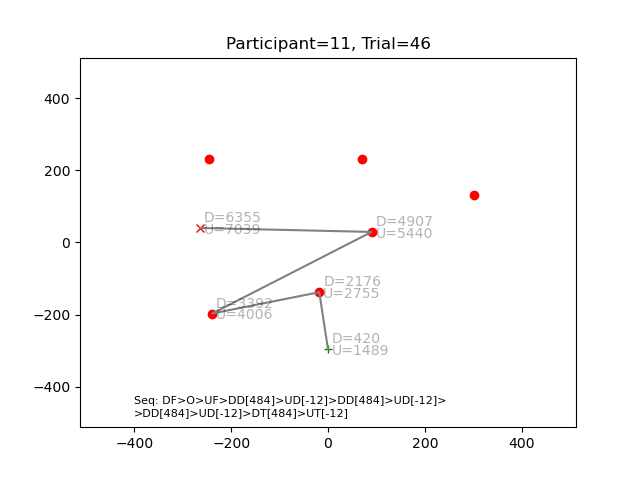 Participant=11, Trial=46
400
200
0
−200
−400
D=6355
U=7039
D=4907
U=5440
D=2176
U=2755
D=3392
U=4006
D=420
U=1489
Seq: DF>O>UF>DD[484]>UD[-12]>DD[484]>UD[-12]>
>DD[484]>UD[-12]>DT[484]>UT[-12]
−400 −200 0 200 400